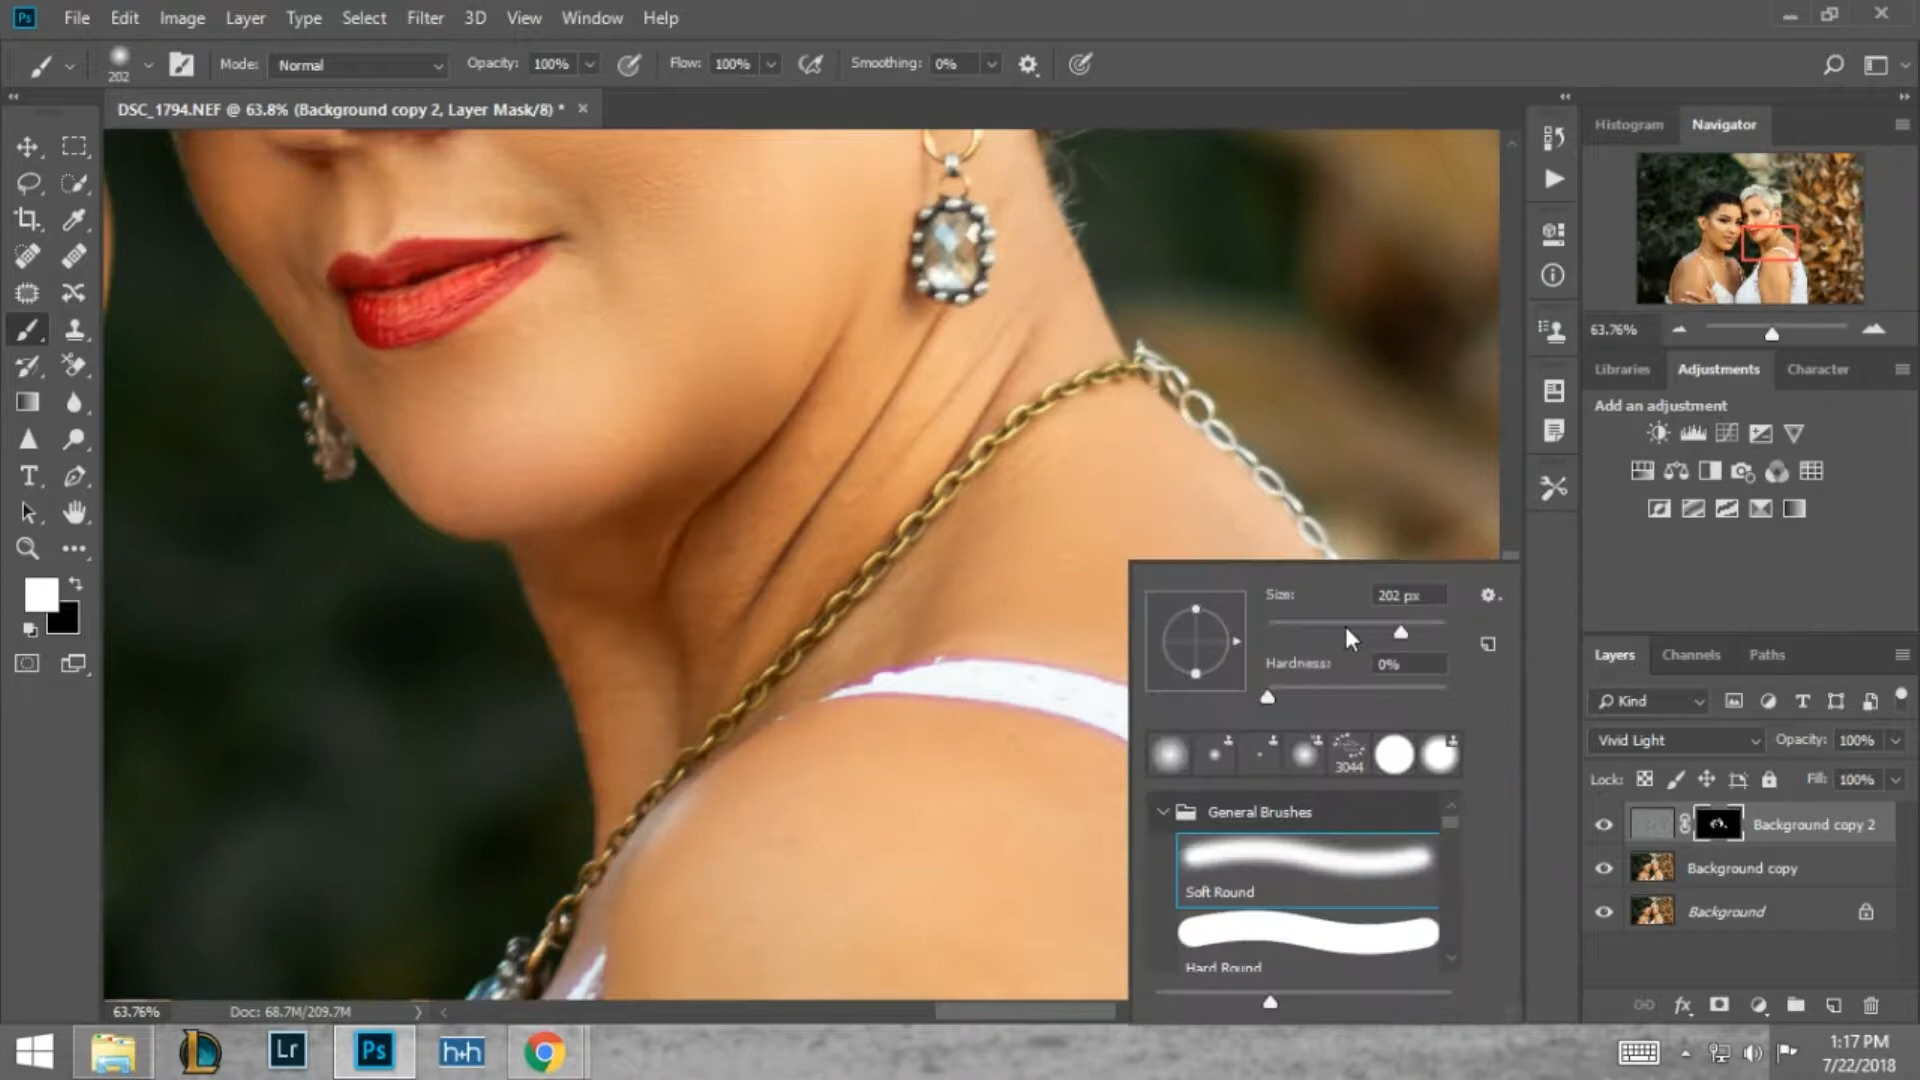 Ps File Edit Image Layer Type Select Filter 3D View Window Help
202 Mode: Normal Opacity: 100% Flow: 100% Smoothing: 0%
DSC_1794.NEF @ 63.8% (Background copy 2, Layer Mask/8) *
Histogram Navigator
63.76%
Libraries Adjustments Character
Add an adjustment
Size: 202 px
Hardness: 0%
3044
General Brushes
Soft Round
Hard Round
Layers Channels Paths
Kind
Vivid Light Opacity: 100%
Lock: Fill: 100%
Background copy 2
Background copy
Background
fx
63.76% Doc: 68.7M/209.7M
Lr Ps h+h
1:17 PM
7/22/2018